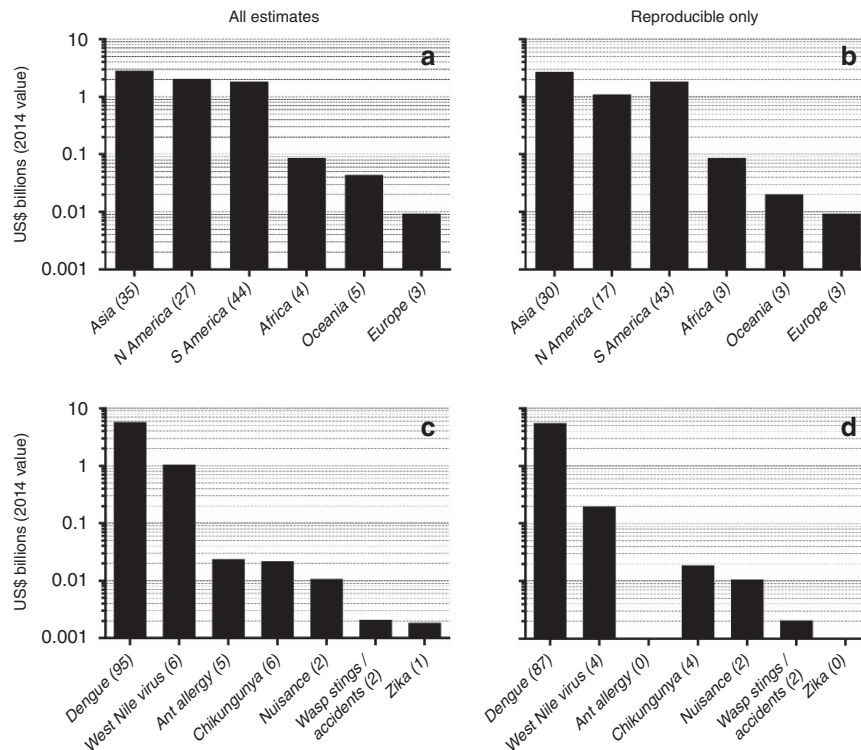 All estimates
Reproducible only
US$ billions (2014 value)
10
1
0.1
0.01
0.001
a
b
Asia (35)
N America (27)
S America (44)
Africa (4)
Oceania (5)
Europe (3)
Asia (30)
N America (17)
S America (43)
Africa (3)
Oceania (3)
Europe (3)
US$ billions (2014 value)
10
1
0.1
0.01
0.001
c
d
Dengue (95)
West Nile virus (6)
Ant allergy (5)
Chikungunya (6)
Nuisance (2)
Wasp stings /
accidents (2)
Zika (1)
Dengue (87)
West Nile virus (4)
Ant allergy (0)
Chikungunya (4)
Nuisance (2)
Wasp stings /
accidents (2)
Zika (0)